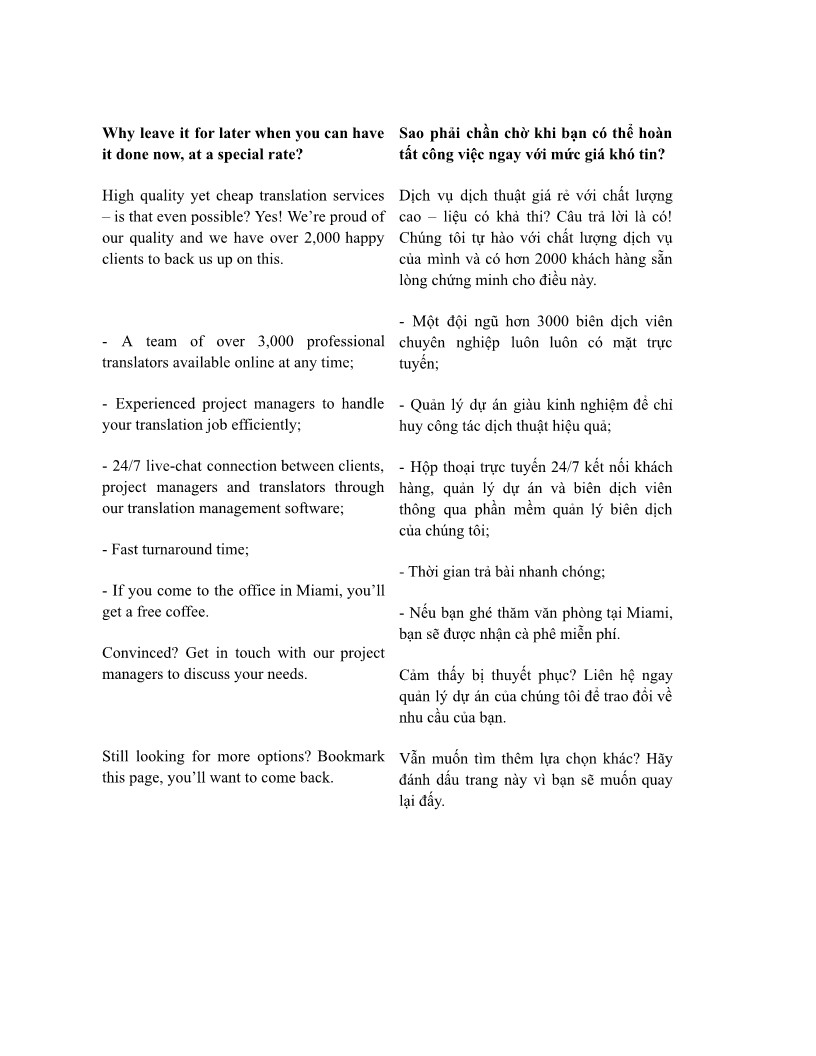 Why leave it for later when you can have
it done now, at a special rate?
High quality yet cheap translation services
– is that even possible? Yes! We’re proud of
our quality and we have over 2,000 happy
clients to back us up on this.
- A team of over 3,000 professional
translators available online at any time;
- Experienced project managers to handle
your translation job efficiently;
- 24/7 live-chat connection between clients,
project managers and translators through
our translation management software;
- Fast turnaround time;
- If you come to the office in Miami, you’ll
get a free coffee.
Convinced? Get in touch with our project
managers to discuss your needs.
Still looking for more options? Bookmark
this page, you’ll want to come back.
Sao phải chần chờ khi bạn có thể hoàn
tất công việc ngay với mức giá khó tin?
Dịch vụ dịch thuật giá rẻ với chất lượng
cao – liệu có khả thi? Câu trả lời là có!
Chúng tôi tự hào với chất lượng dịch vụ
của mình và có hơn 2000 khách hàng sẵn
lòng chứng minh cho điều này.
- Một đội ngũ hơn 3000 biên dịch viên
chuyên nghiệp luôn luôn có mặt trực
tuyến;
- Quản lý dự án giàu kinh nghiệm để chỉ
huy công tác dịch thuật hiệu quả;
- Hộp thoại trực tuyến 24/7 kết nối khách
hàng, quản lý dự án và biên dịch viên
thông qua phần mềm quản lý biên dịch
của chúng tôi;
- Thời gian trả bài nhanh chóng;
- Nếu bạn ghé thăm văn phòng tại Miami,
bạn sẽ được nhận cà phê miễn phí.
Cảm thấy bị thuyết phục? Liên hệ ngay
quản lý dự án của chúng tôi để trao đổi về
nhu cầu của bạn.
Vẫn muốn tìm thêm lựa chọn khác? Hãy
đánh dấu trang này vì bạn sẽ muốn quay
lại đấy.